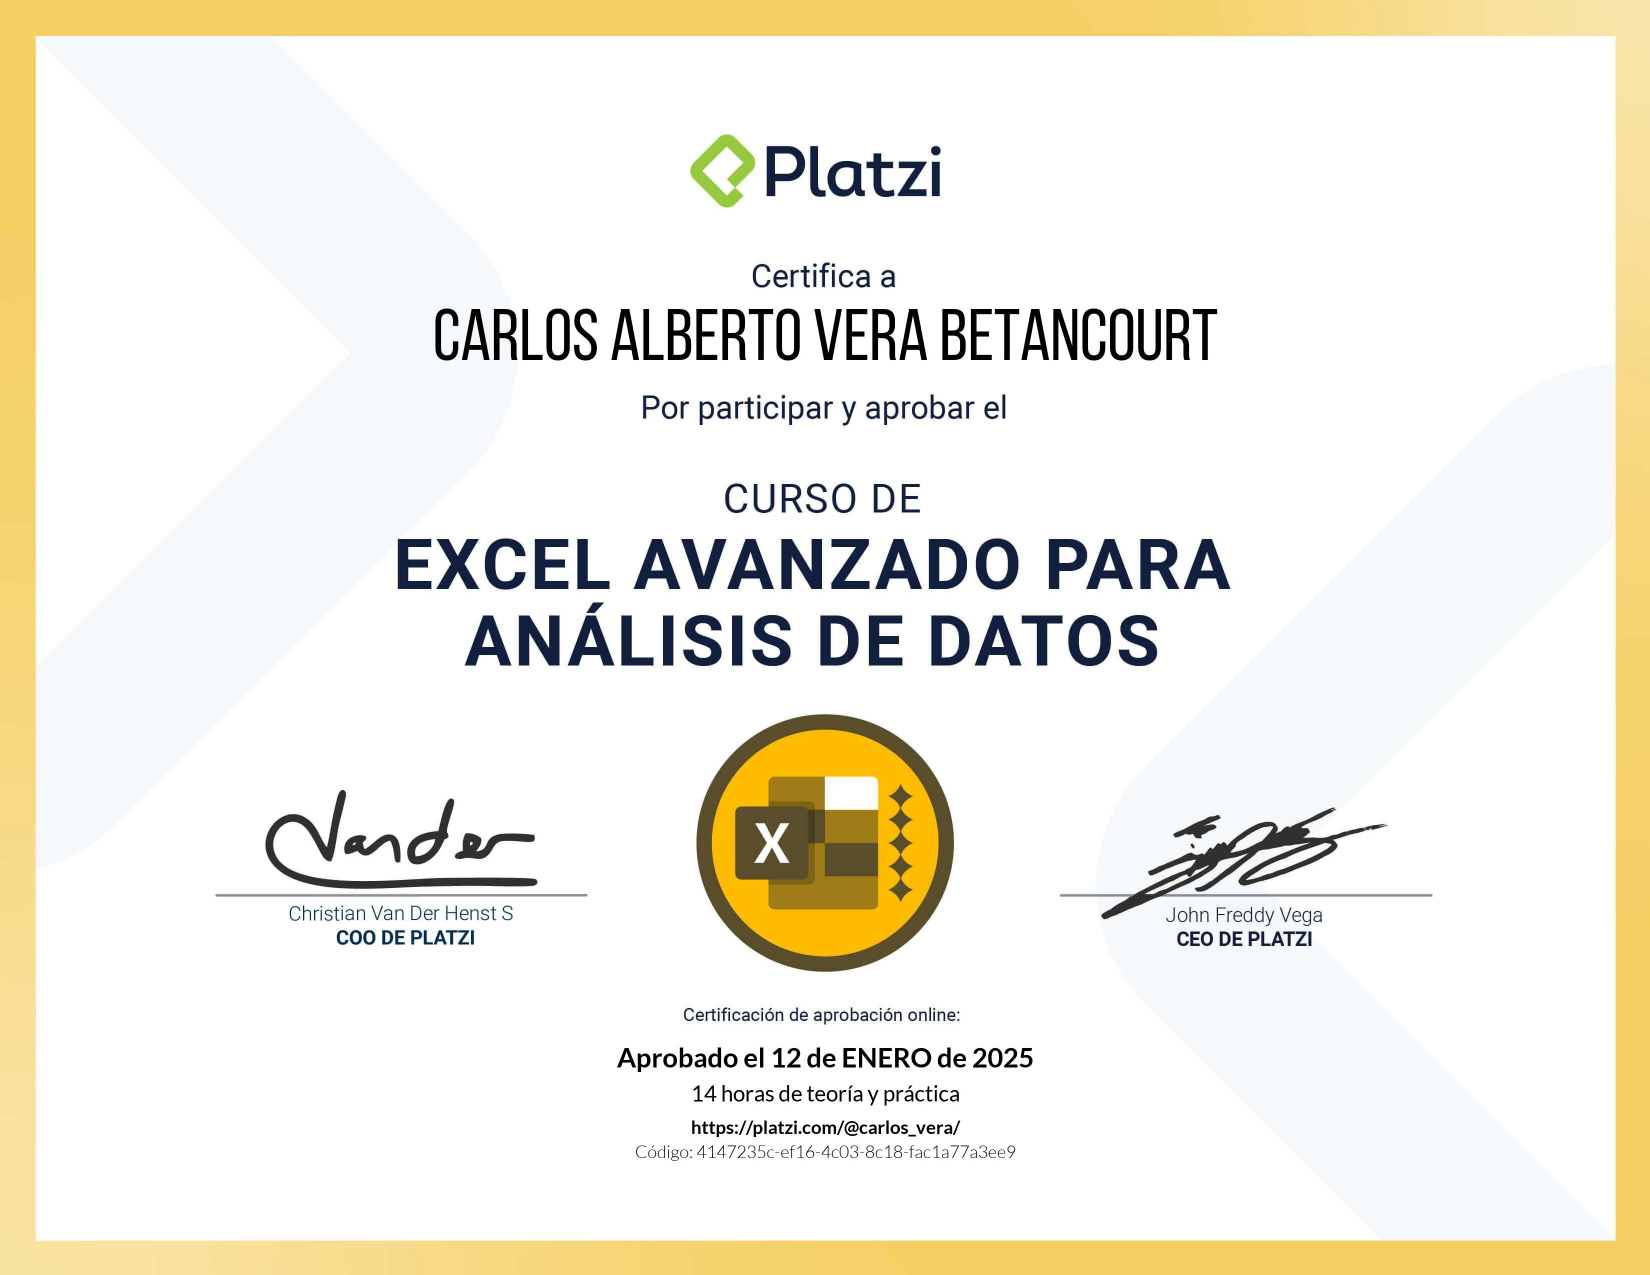 Platzi
Certifica a
CARLOS ALBERTO VERA BETANCOURT
Por participar y aprobar el
CURSO DE
EXCEL AVANZADO PARA
ANÁLISIS DE DATOS
X
Vander
Christian Van Der Henst S
COO DE PLATZI
John Freddy Vega
CEO DE PLATZI
Certificación de aprobación online:
Aprobado el 12 de ENERO de 2025
14 horas de teoría y práctica
https://platzi.com/@carlos_vera/
Código: 4147235c-ef16-4c03-8c18-fac1a77a3ee9